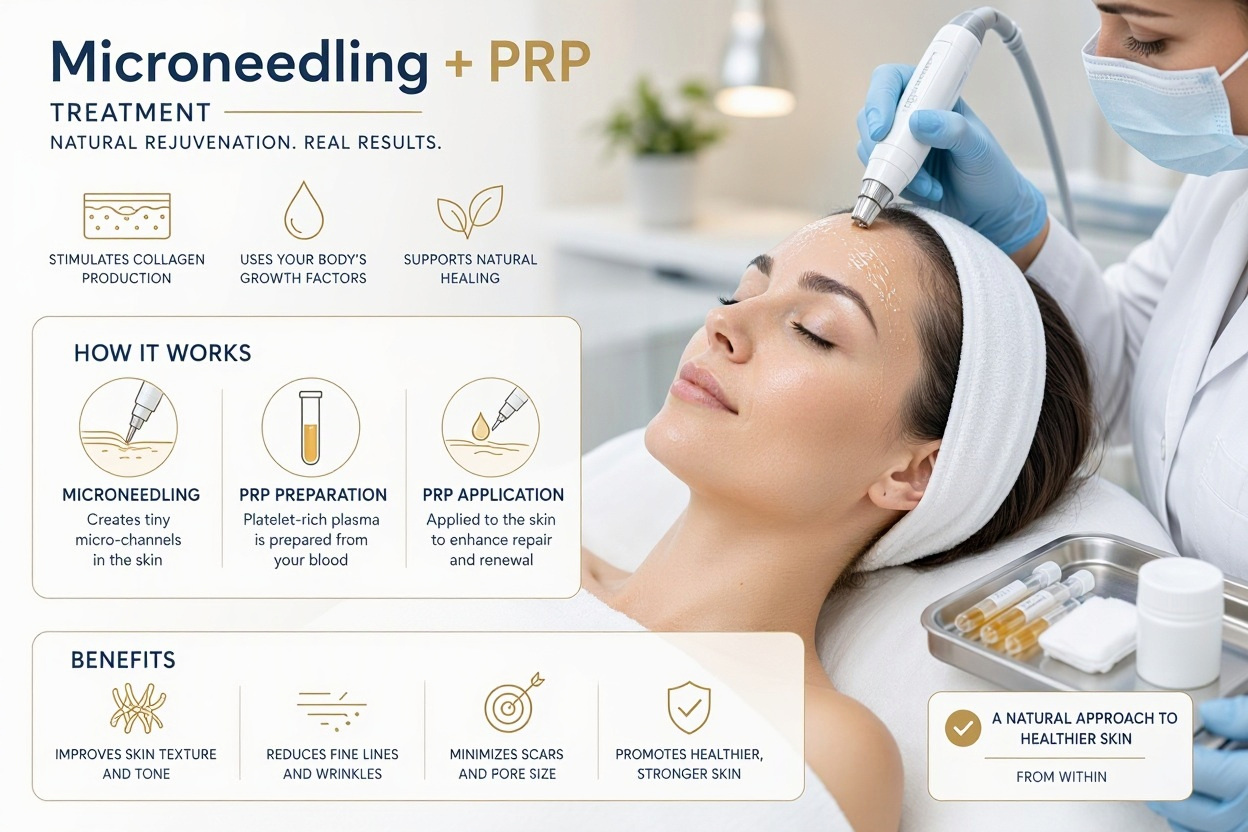 Microneedling + PRP
TREATMENT
NATURAL REJUVENATION. REAL RESULTS.
STIMULATES COLLAGEN
PRODUCTION
USES YOUR BODY'S
GROWTH FACTORS
SUPPORTS NATURAL
HEALING
HOW IT WORKS
MICRONEEDLING
Creates tiny
micro-channels
in the skin
PRP PREPARATION
Platelet-rich plasma
is prepared from
your blood
PRP APPLICATION
Applied to the skin
to enhance repair
and renewal
BENEFITS
IMPROVES SKIN TEXTURE
AND TONE
REDUCES FINE LINES
AND WRINKLES
MINIMIZES SCARS
AND PORE SIZE
PROMOTES HEALTHIER,
STRONGER SKIN
A NATURAL APPROACH TO
HEALTHIER SKIN
FROM WITHIN